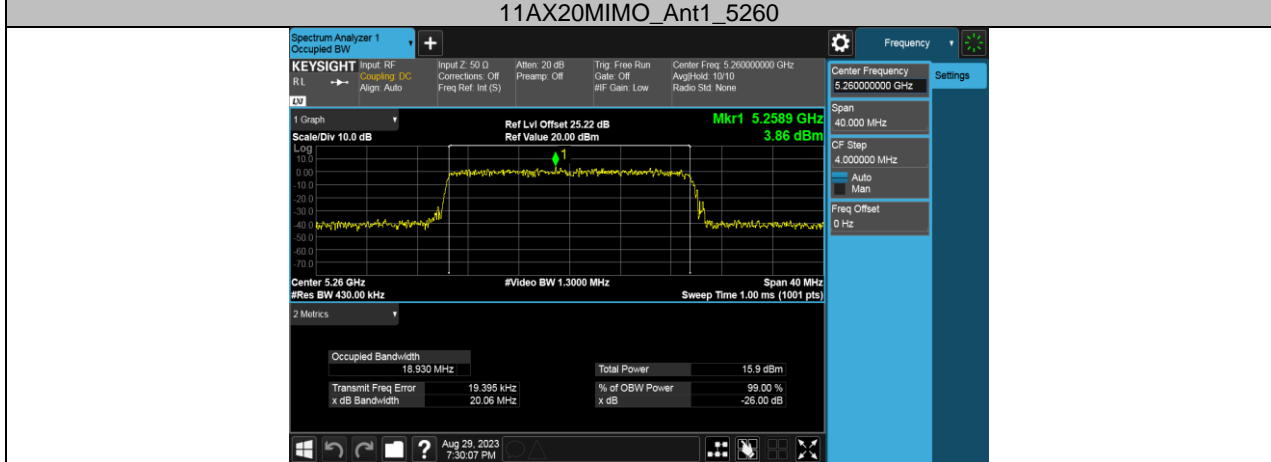 11AX20MIMO_Ant1_5260
Spectrum Analyzer 1
Occupied BW
+
Frequency
KEYSIGHT
RL
LXI
Input: RF
Coupling: DC
Align: Auto
Input Z: 50 Ω
Corrections: Off
Freq Ref: Int (S)
Atten: 20 dB
Preamp: Off
Trig: Free Run
Gate: Off
#IF Gain: Low
Center Freq: 5.260000000 GHz
Avg|Hold: 10/10
Radio Std: None
Center Frequency
5.260000000 GHz
Settings
Span
40.000 MHz
CF Step
4.000000 MHz
Auto
Man
Freq Offset
0 Hz
1 Graph
Scale/Div 10.0 dB
Ref Lvl Offset 25.22 dB
Ref Value 20.00 dBm
Mkr1 5.2589 GHz
3.86 dBm
Log
10.0
0.00
-10.0
-20.0
-30.0
-40.0
-50.0
-60.0
-70.0
1
Center 5.26 GHz
#Video BW 1.3000 MHz
Span 40 MHz
#Res BW 430.00 kHz
Sweep Time 1.00 ms (1001 pts)
2 Metrics
Occupied Bandwidth
18.930 MHz
Total Power 15.9 dBm
Transmit Freq Error 19.395 kHz
% of OBW Power 99.00 %
x dB Bandwidth 20.06 MHz
x dB -26.00 dB
?
Aug 29, 2023
7:30:07 PM